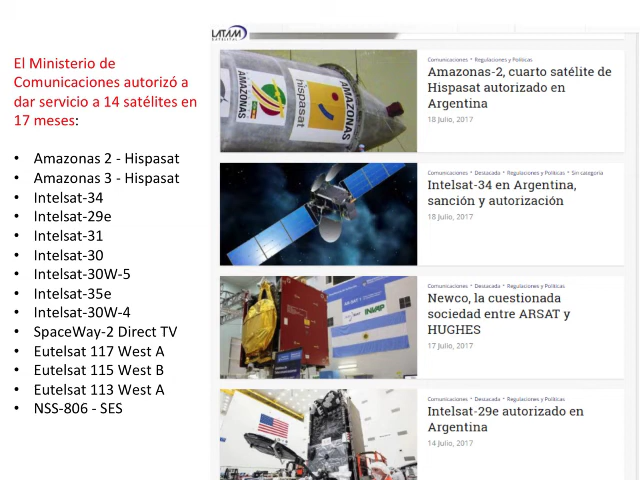 El Ministerio de
Comunicaciones autorizó a
dar servicio a 14 satélites en
17 meses:
• Amazonas 2 - Hispasat
• Amazonas 3 - Hispasat
• Intelsat-34
• Intelsat-29e
• Intelsat-31
• Intelsat-30
• Intelsat-30W-5
• Intelsat-35e
• Intelsat-30W-4
• SpaceWay-2 Direct TV
• Eutelsat 117 West A
• Eutelsat 115 West B
• Eutelsat 113 West A
• NSS-806 - SES
LATAM
SATELITAL
AMAZONAS
hispasat
AMAZONAS
Comunicaciones • Regulaciones y Políticas
Amazonas-2, cuarto satélite de
Hispasat autorizado en
Argentina
18 Julio, 2017
Comunicaciones • Destacada • Regulaciones y Políticas • Sin categoría
Intelsat-34 en Argentina,
sanción y autorización
18 Julio, 2017
AR-SAT 1
INVAP
Comunicaciones • Destacada • Regulaciones y Políticas
Newco, la cuestionada
sociedad entre ARSAT y
HUGHES
17 Julio, 2017
Comunicaciones • Destacada • Regulaciones y Políticas
Intelsat-29e autorizado en
Argentina
14 Julio, 2017